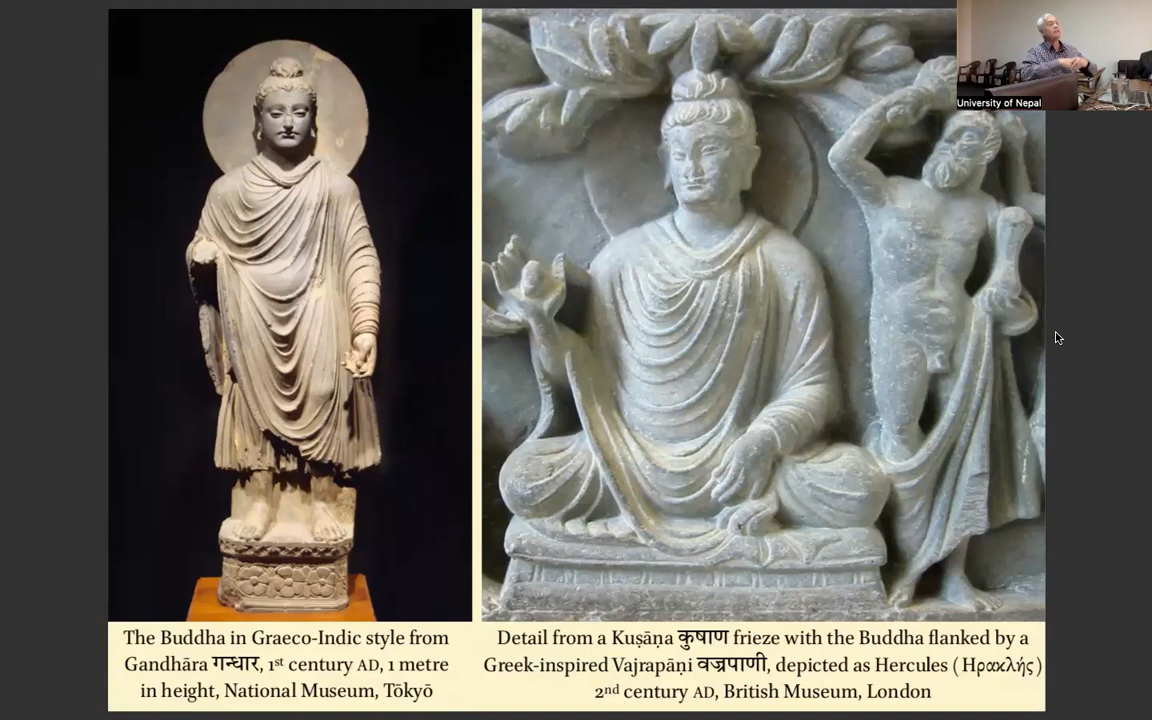 University of Nepal
The Buddha in Graeco-Indic style from
Gandhāra गन्धार, 1st century AD, 1 metre
in height, National Museum, Tōkyō
Detail from a Kuṣāṇa कुषाण frieze with the Buddha flanked by a
Greek-inspired Vajrapāṇi वज्रपाणी, depicted as Hercules (Ηρακλής)
2nd century AD, British Museum, London